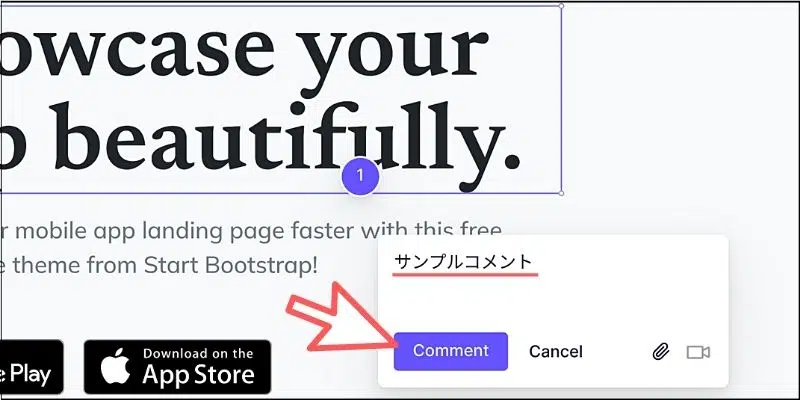 owcase your
beautifully.
1
mobile app landing page faster with this free
theme from Start Bootstrap!
サンプルコメント
Comment Cancel
Play
Download on the
App Store